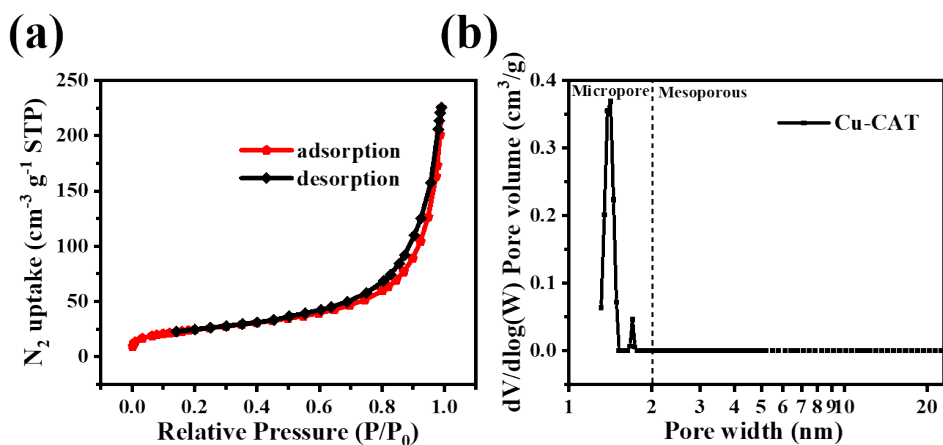 (a)
N₂ uptake (cm⁻³ g⁻¹ STP)
250
200
150
100
50
0
adsorption
desorption
0.0 0.2 0.4 0.6 0.8 1.0
Relative Pressure (P/P₀)
(b)
dV/dlog(W) Pore volume (cm³/g)
0.4
0.3
0.2
0.1
0.0
Micropore Mesoporous
Cu-CAT
1 2 3 4 5 6 7 8 9 10 20
Pore width (nm)